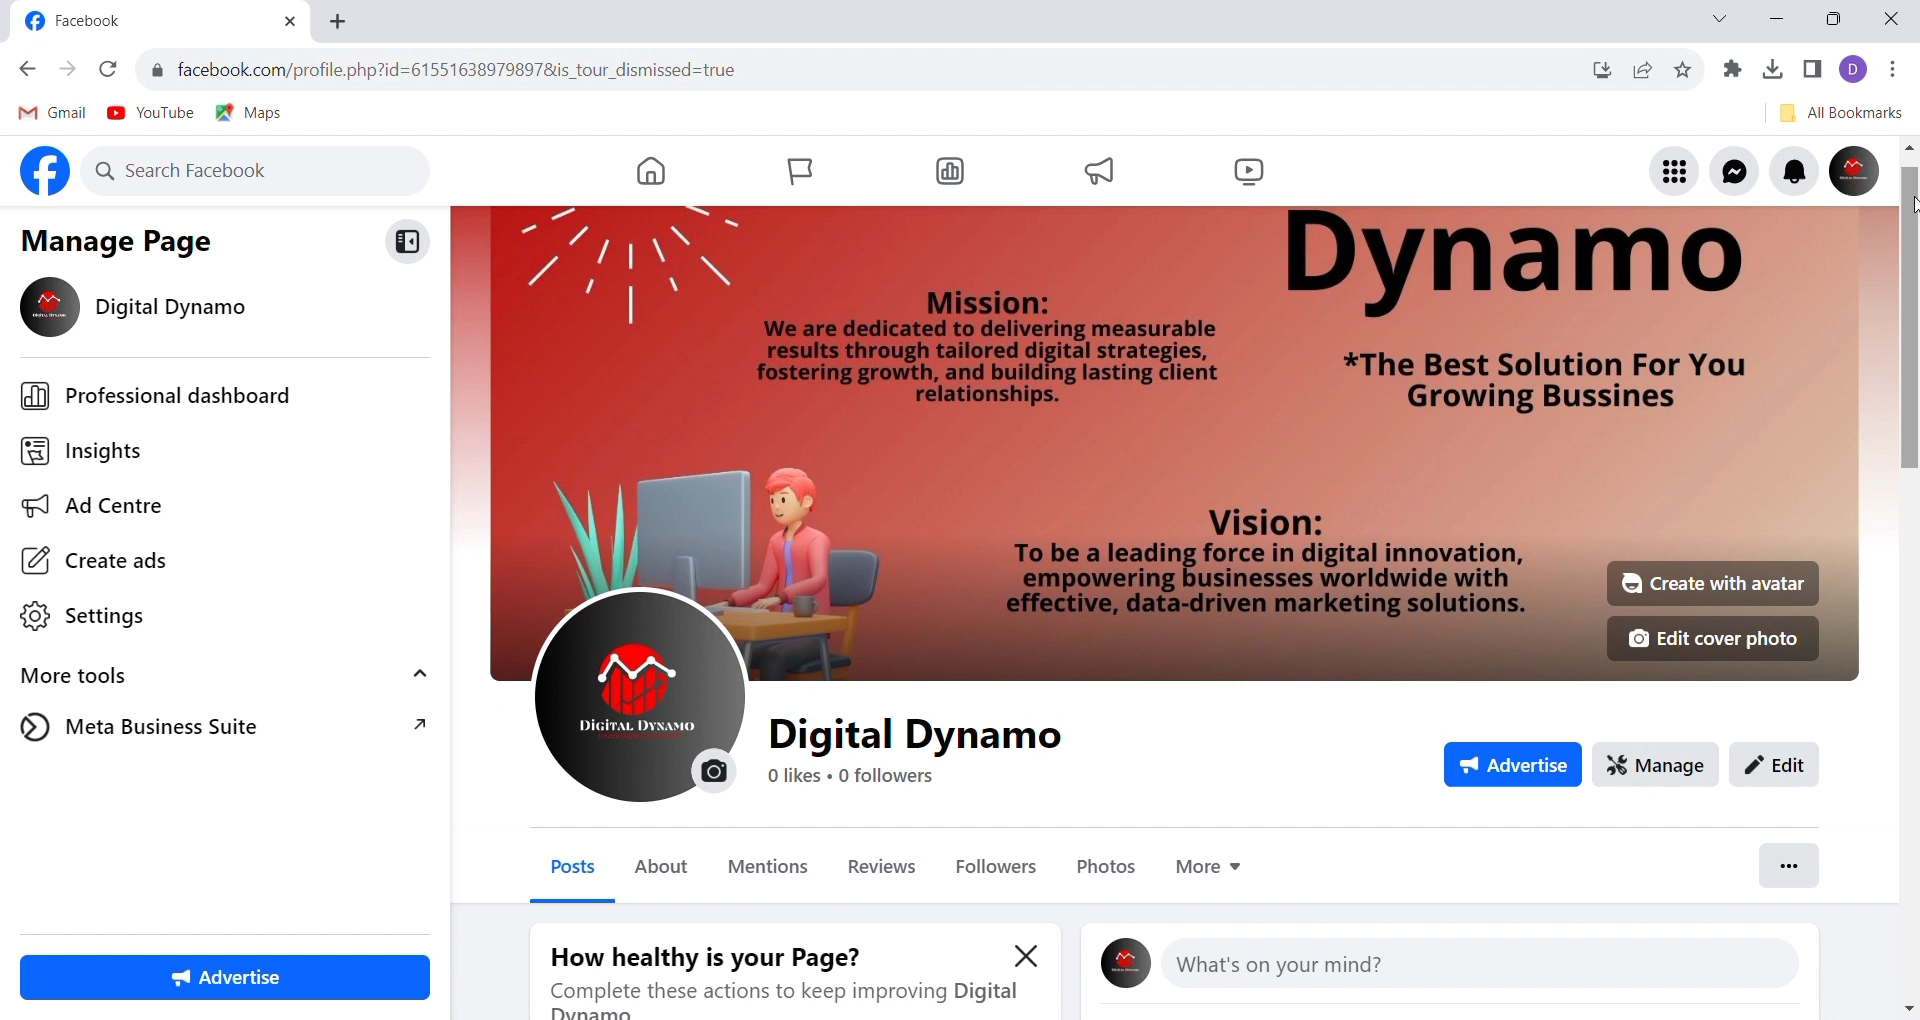 Facebook
facebook.com/profile.php?id=61551638979897&is_tour_dismissed=true
D
Gmail YouTube Maps
All Bookmarks
Search Facebook
Manage Page
Digital Dynamo
Professional dashboard
Insights
Ad Centre
Create ads
Settings
More tools
Meta Business Suite
Advertise
Dynamo
*The Best Solution For You
Growing Bussines
Mission:
We are dedicated to delivering measurable
results through tailored digital strategies,
fostering growth, and building lasting client
relationships.
Vision:
To be a leading force in digital innovation,
empowering businesses worldwide with
effective, data-driven marketing solutions.
Create with avatar
Edit cover photo
DIGITAL DYNAMO
Digital Dynamo
0 likes • 0 followers
Advertise Manage Edit
Posts About Mentions Reviews Followers Photos More
How healthy is your Page?
Complete these actions to keep improving Digital
Dynamo
What's on your mind?